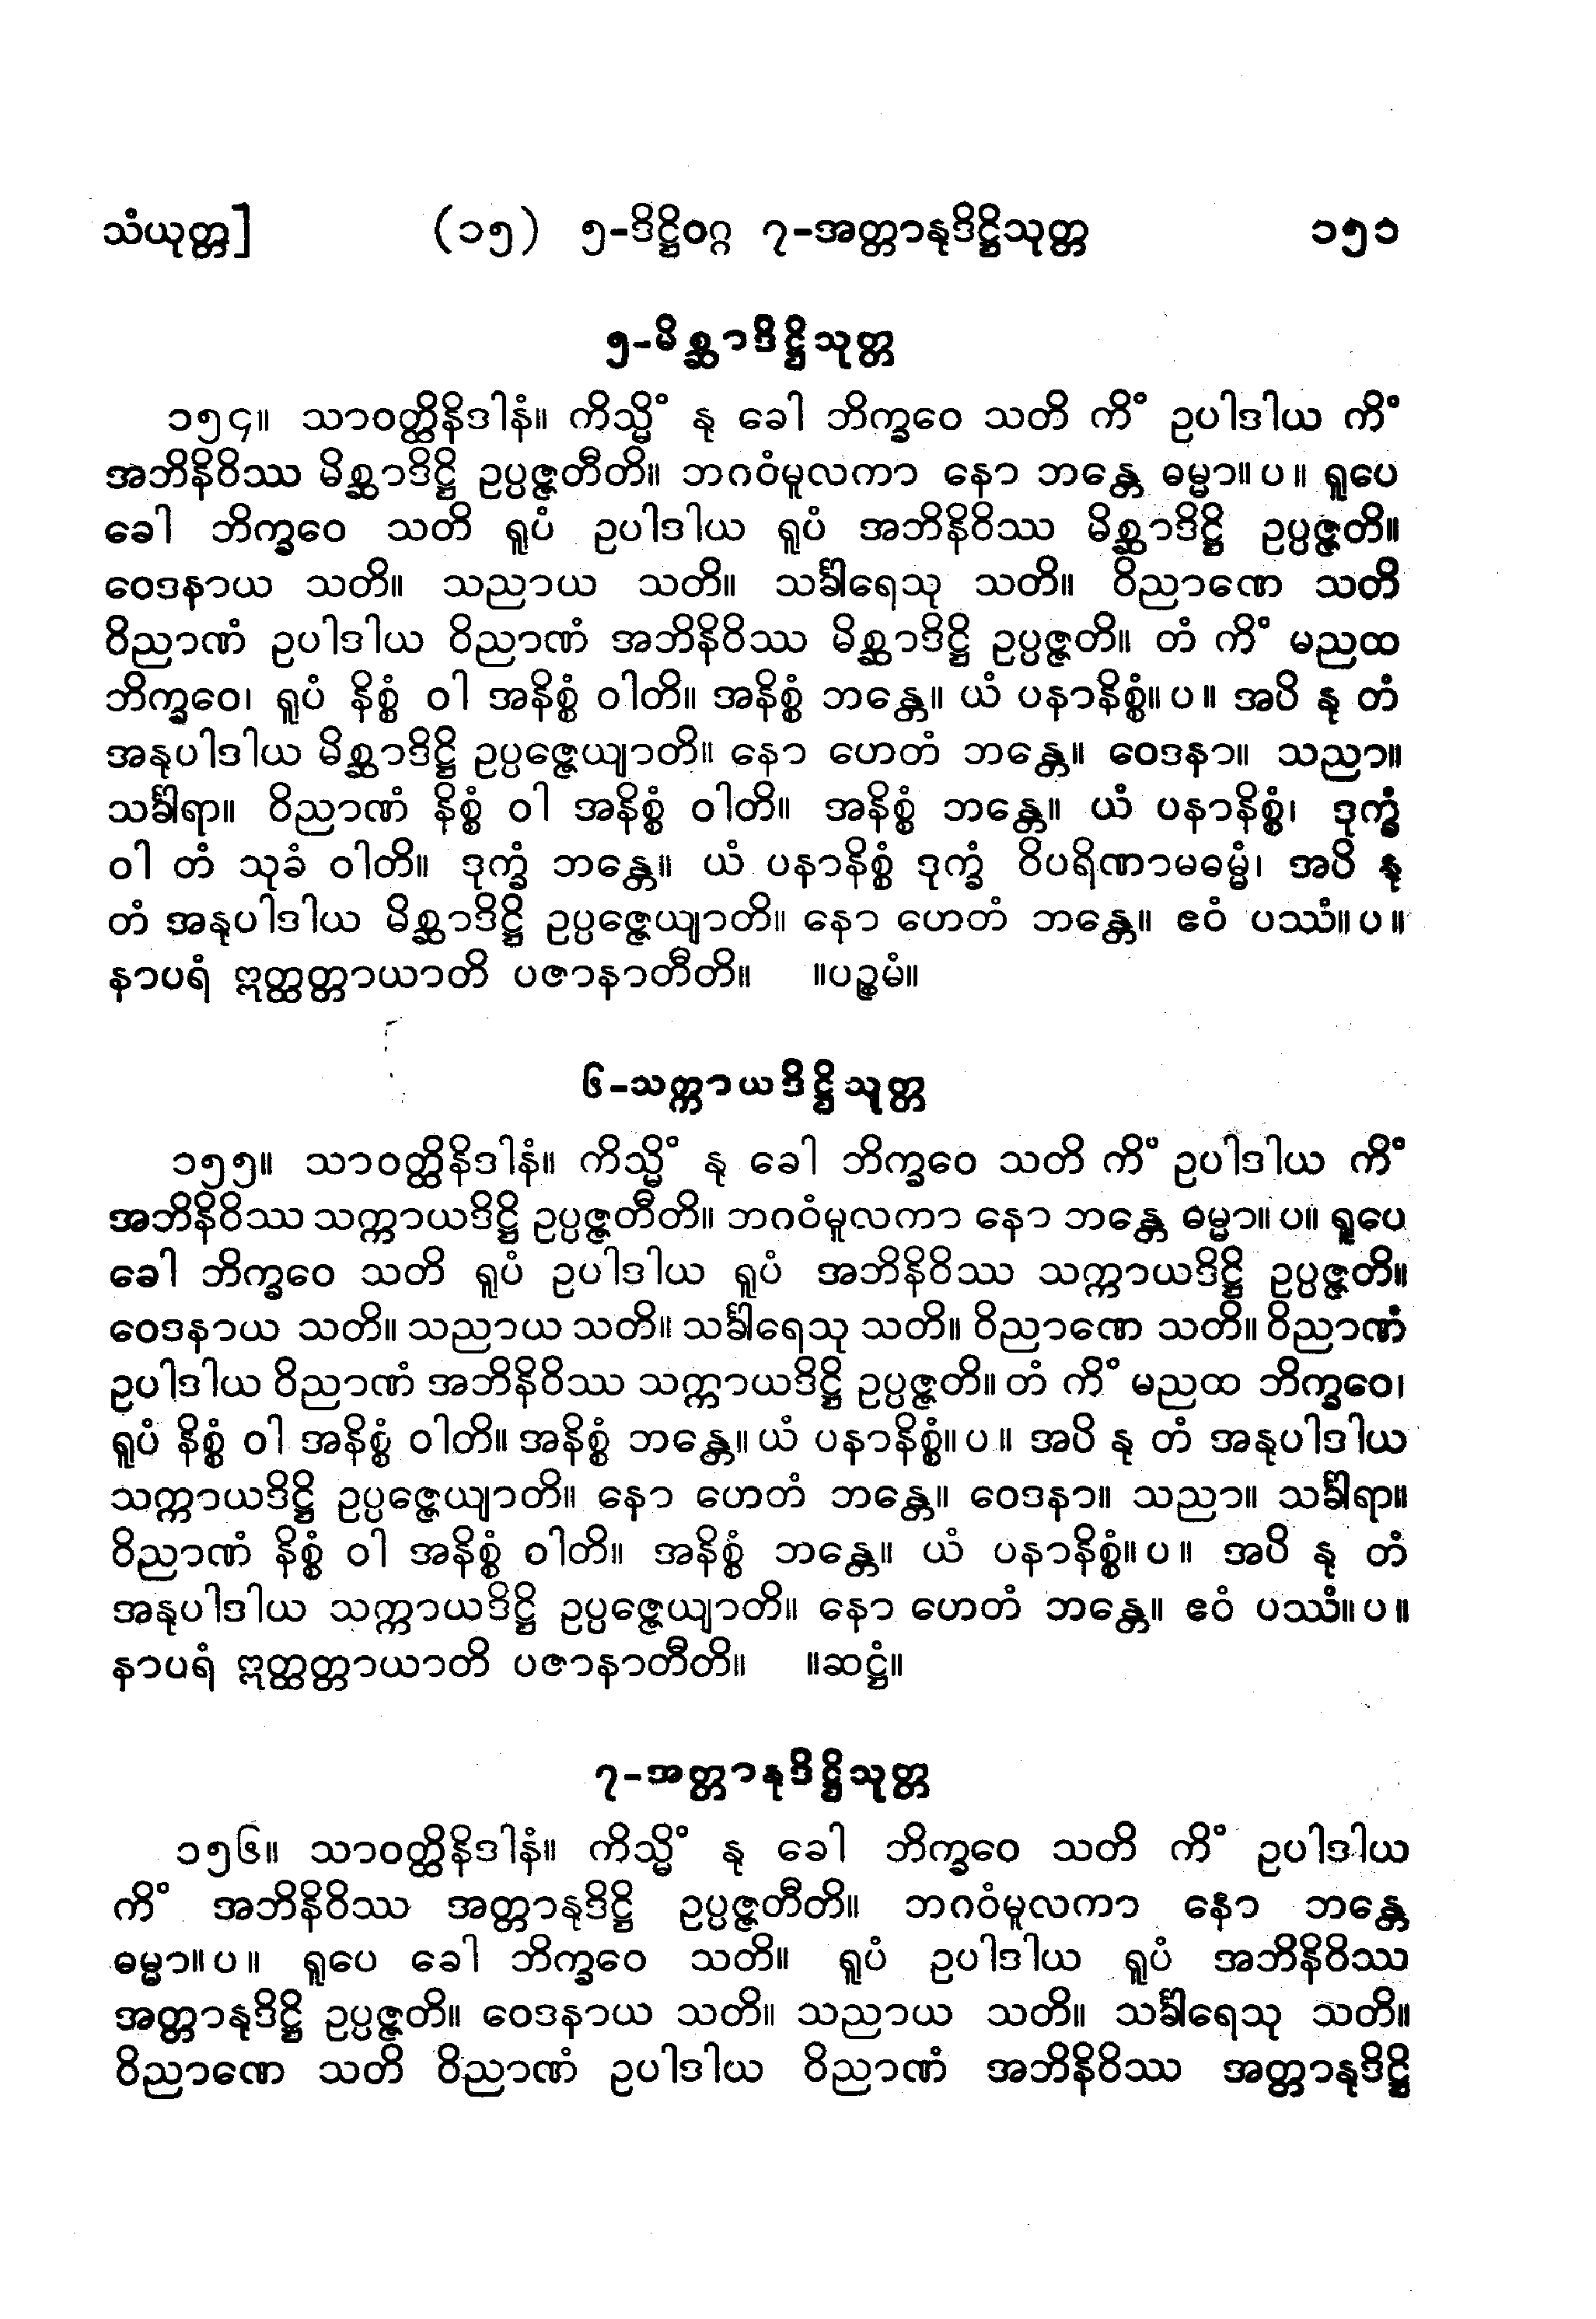 သံယုတ္တ] (၁၅) ၅-ဒိဋ္ဌိဝဂ္ဂ ၇-အတ္တာနုဒိဋ္ဌိသုတ္တ ၁၅၁
၅-မိစ္ဆာဒိဋ္ဌိသုတ္တ
၁၅၄။ သာဝတ္ထိနိဒါနံ။ ကိသ္မိံ နု ခေါ ဘိက္ခဝေ သတိ ကိံ ဥပါဒါယ ကိံ
အဘိနိဝိဿ မိစ္ဆာဒိဋ္ဌိ ဥပ္ပဇ္ဇတီတိ။ ဘဂဝံမူလကာ နော ဘန္တေ ဓမ္မာ။ပ။ ရူပေ
ခေါ ဘိက္ခဝေ သတိ ရူပံ ဥပါဒါယ ရူပံ အဘိနိဝိဿ မိစ္ဆာဒိဋ္ဌိ ဥပ္ပဇ္ဇတိ။
ဝေဒနာယ သတိ။ သညာယ သတိ။ သင်္ခါရေသု သတိ။ ဝိညာဏေ သတိ
ဝိညာဏံ ဥပါဒါယ ဝိညာဏံ အဘိနိဝိဿ မိစ္ဆာဒိဋ္ဌိ ဥပ္ပဇ္ဇတိ။ တံ ကိံ မညထ
ဘိက္ခဝေ၊ ရူပံ နိစ္စံ ဝါ အနိစ္စံ ဝါတိ။ အနိစ္စံ ဘန္တေ။ ယံ ပနာနိစ္စံ။ပ။ အပိ နု တံ
အနုပါဒါယ မိစ္ဆာဒိဋ္ဌိ ဥပ္ပဇ္ဇေယျာတိ။ နော ဟေတံ ဘန္တေ။ ဝေဒနာ။ သညာ။
သင်္ခါရာ။ ဝိညာဏံ နိစ္စံ ဝါ အနိစ္စံ ဝါတိ။ အနိစ္စံ ဘန္တေ။ ယံ ပနာနိစ္စံ၊ ဒုက္ခံ
ဝါ တံ သုခံ ဝါတိ။ ဒုက္ခံ ဘန္တေ။ ယံ ပနာနိစ္စံ ဒုက္ခံ ဝိပရိဏာမဓမ္မံ၊ အပိ နု
တံ အနုပါဒါယ မိစ္ဆာဒိဋ္ဌိ ဥပ္ပဇ္ဇေယျာတိ။ နော ဟေတံ ဘန္တေ။ ဧဝံ ပဿံ။ပ။
နာပရံ ဣတ္ထတ္တာယာတိ ပဇာနာတီတိ။ ။ပဉ္စမံ။
၆-သက္ကာယဒိဋ္ဌိသုတ္တ
၁၅၅။ သာဝတ္ထိနိဒါနံ။ ကိသ္မိံ နု ခေါ ဘိက္ခဝေ သတိ ကိံ ဥပါဒါယ ကိံ
အဘိနိဝိဿ သက္ကာယဒိဋ္ဌိ ဥပ္ပဇ္ဇတီတိ။ ဘဂဝံမူလကာ နော ဘန္တေ ဓမ္မာ။ပ။ ရူပေ
ခေါ ဘိက္ခဝေ သတိ ရူပံ ဥပါဒါယ ရူပံ အဘိနိဝိဿ သက္ကာယဒိဋ္ဌိ ဥပ္ပဇ္ဇတိ။
ဝေဒနာယ သတိ။ သညာယ သတိ။ သင်္ခါရေသု သတိ။ ဝိညာဏေ သတိ။ ဝိညာဏံ
ဥပါဒါယ ဝိညာဏံ အဘိနိဝိဿ သက္ကာယဒိဋ္ဌိ ဥပ္ပဇ္ဇတိ။ တံ ကိံ မညထ ဘိက္ခဝေ၊
ရူပံ နိစ္စံ ဝါ အနိစ္စံ ဝါတိ။ အနိစ္စံ ဘန္တေ။ ယံ ပနာနိစ္စံ။ပ။ အပိ နု တံ အနုပါဒါယ
သက္ကာယဒိဋ္ဌိ ဥပ္ပဇ္ဇေယျာတိ။ နော ဟေတံ ဘန္တေ။ ဝေဒနာ။ သညာ။ သင်္ခါရာ။
ဝိညာဏံ နိစ္စံ ဝါ အနိစ္စံ ဝါတိ။ အနိစ္စံ ဘန္တေ။ ယံ ပနာနိစ္စံ။ပ။ အပိ နု တံ
အနုပါဒါယ သက္ကာယဒိဋ္ဌိ ဥပ္ပဇ္ဇေယျာတိ။ နော ဟေတံ ဘန္တေ။ ဧဝံ ပဿံ။ပ။
နာပရံ ဣတ္ထတ္တာယာတိ ပဇာနာတီတိ။ ။ဆဋ္ဌံ။
၇-အတ္တာနုဒိဋ္ဌိသုတ္တ
၁၅၆။ သာဝတ္ထိနိဒါနံ။ ကိသ္မိံ နု ခေါ ဘိက္ခဝေ သတိ ကိံ ဥပါဒါယ
ကိံ အဘိနိဝိဿ အတ္တာနုဒိဋ္ဌိ ဥပ္ပဇ္ဇတီတိ။ ဘဂဝံမူလကာ နော ဘန္တေ
ဓမ္မာ။ပ။ ရူပေ ခေါ ဘိက္ခဝေ သတိ။ ရူပံ ဥပါဒါယ ရူပံ အဘိနိဝိဿ
အတ္တာနုဒိဋ္ဌိ ဥပ္ပဇ္ဇတိ။ ဝေဒနာယ သတိ။ သညာယ သတိ။ သင်္ခါရေသု သတိ။
ဝိညာဏေ သတိ ဝိညာဏံ ဥပါဒါယ ဝိညာဏံ အဘိနိဝိဿ အတ္တာနုဒိဋ္ဌိ